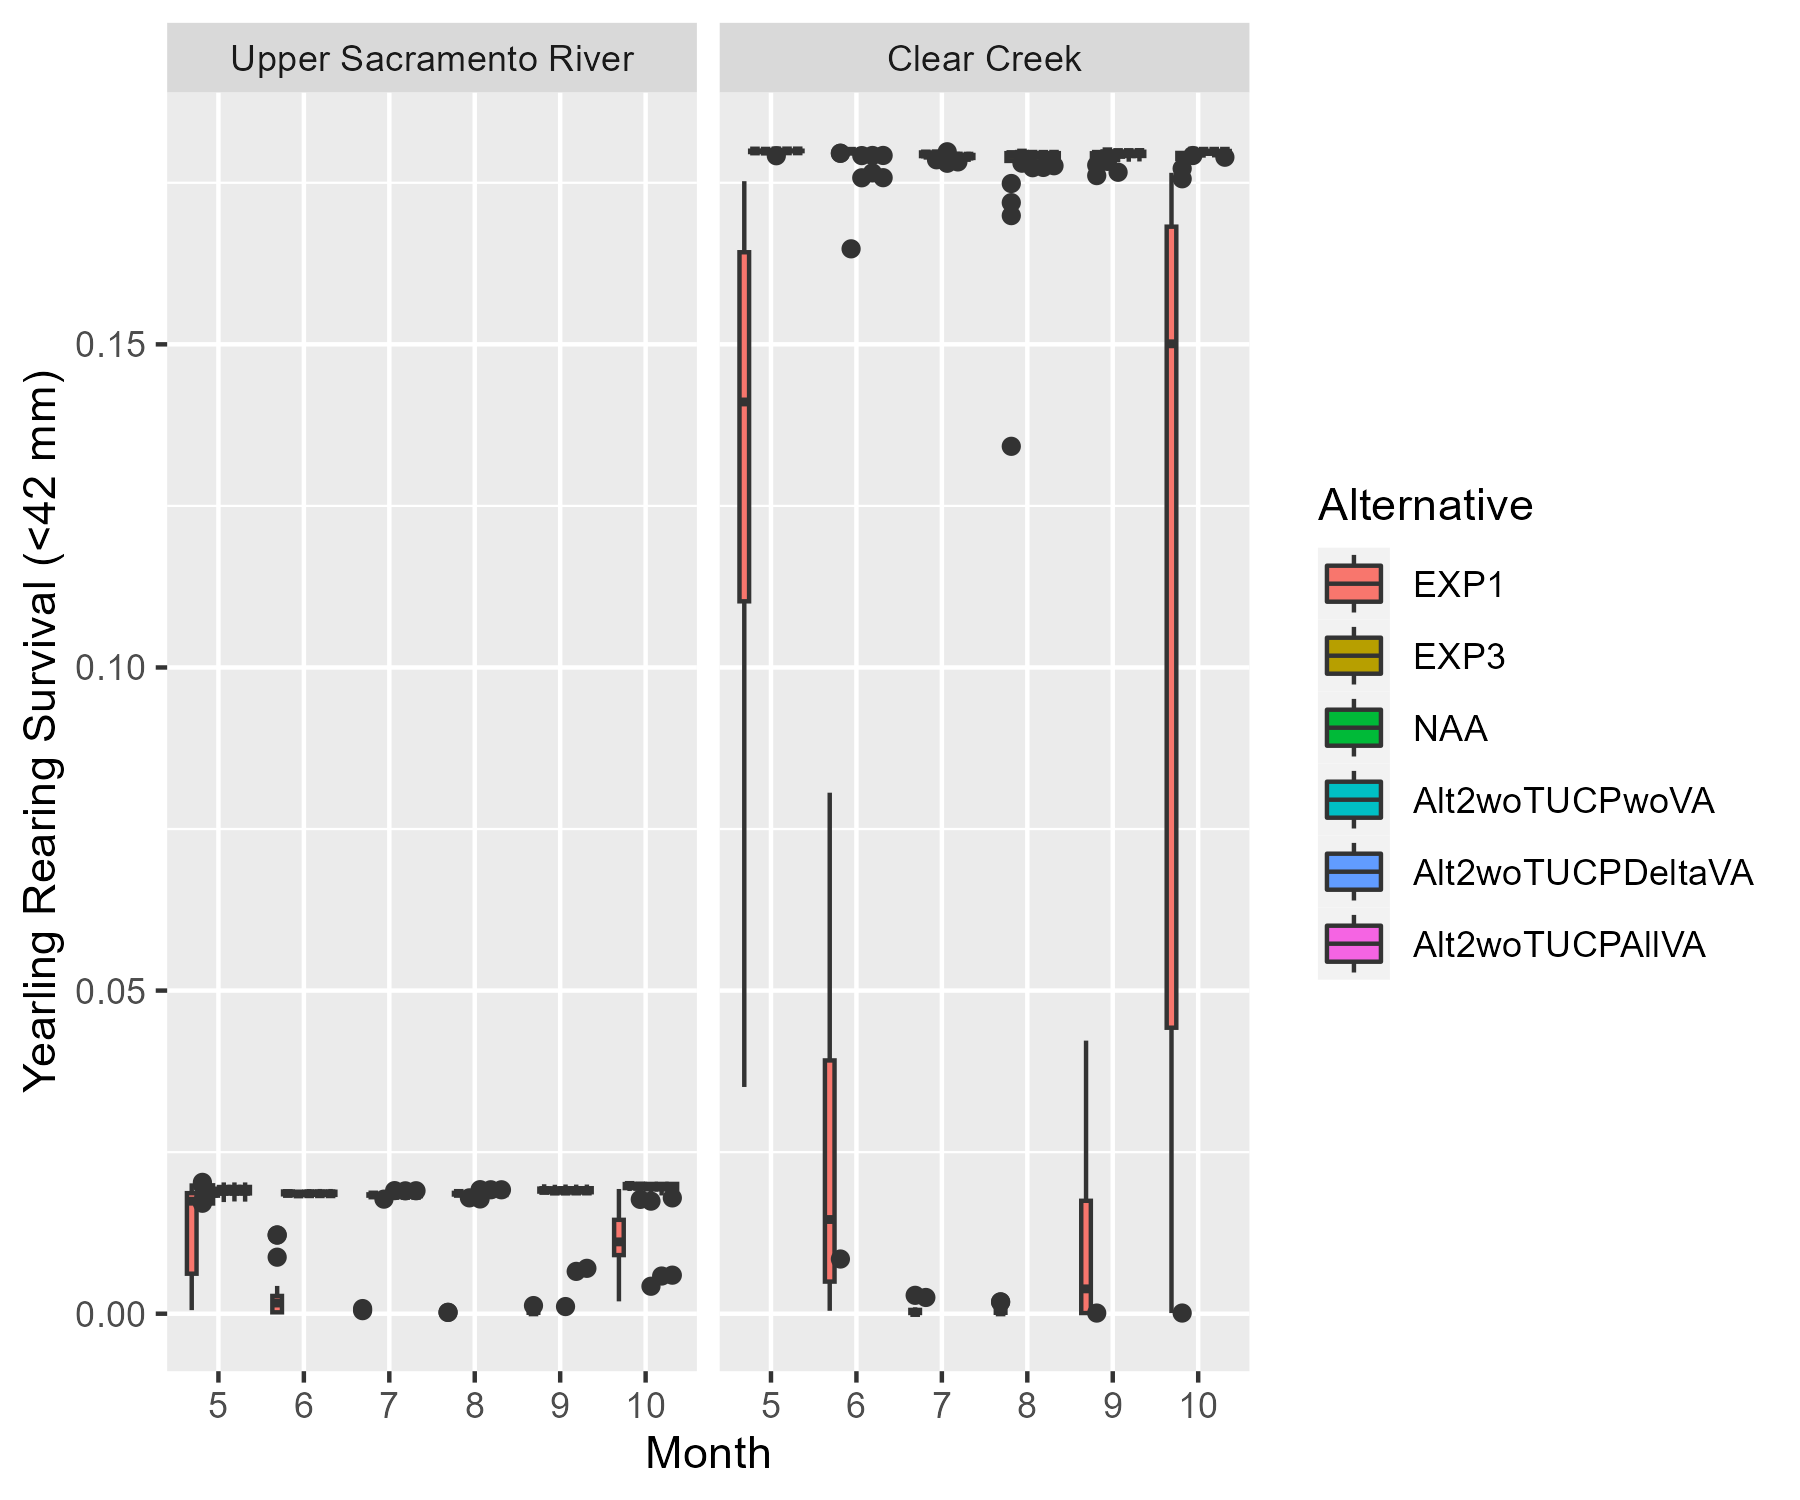 Upper Sacramento River
Clear Creek
Yearling Rearing Survival (<42 mm)
0.15
0.10
0.05
0.00
5 6 7 8 9 10
5 6 7 8 9 10
Month
Alternative
EXP1
EXP3
NAA
Alt2woTUCPwoVA
Alt2woTUCPDeltaVA
Alt2woTUCPAllVA